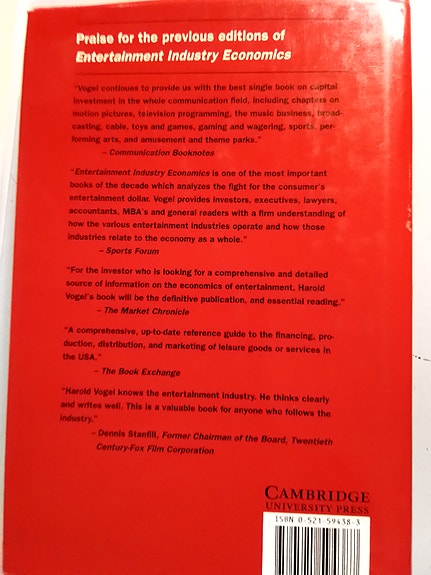 Praise for the previous editions of
Entertainment Industry Economics
"Vogel continues to provide us with the best single book on capital
investment in the whole communication field, including chapters on
motion pictures, television programming, the music business, broad-
casting, cable, toys and games, gaming and wagering, sports, per-
forming arts, and amusement and theme parks."
– Communication Booknotes
"Entertainment Industry Economics is one of the most important
books of the decade which analyzes the fight for the consumer's
entertainment dollar. Vogel provides investors, executives, lawyers,
accountants, MBA's and general readers with a firm understanding of
how the various entertainment industries operate and how those
industries relate to the economy as a whole."
– Sports Forum
"For the investor who is looking for a comprehensive and detailed
source of information on the economics of entertainment, Harold
Vogel's book will be the definitive publication, and essential reading."
– The Market Chronicle
"A comprehensive, up-to-date reference guide to the financing, pro-
duction, distribution, and marketing of leisure goods or services in
the USA."
– The Book Exchange
"Harold Vogel knows the entertainment industry. He thinks clearly
and writes well. This is a valuable book for anyone who follows the
industry."
– Dennis Stanfill, Former Chairman of the Board, Twentieth
Century-Fox Film Corporation
CAMBRIDGE
UNIVERSITY PRESS
ISBN 0-521-59438-3